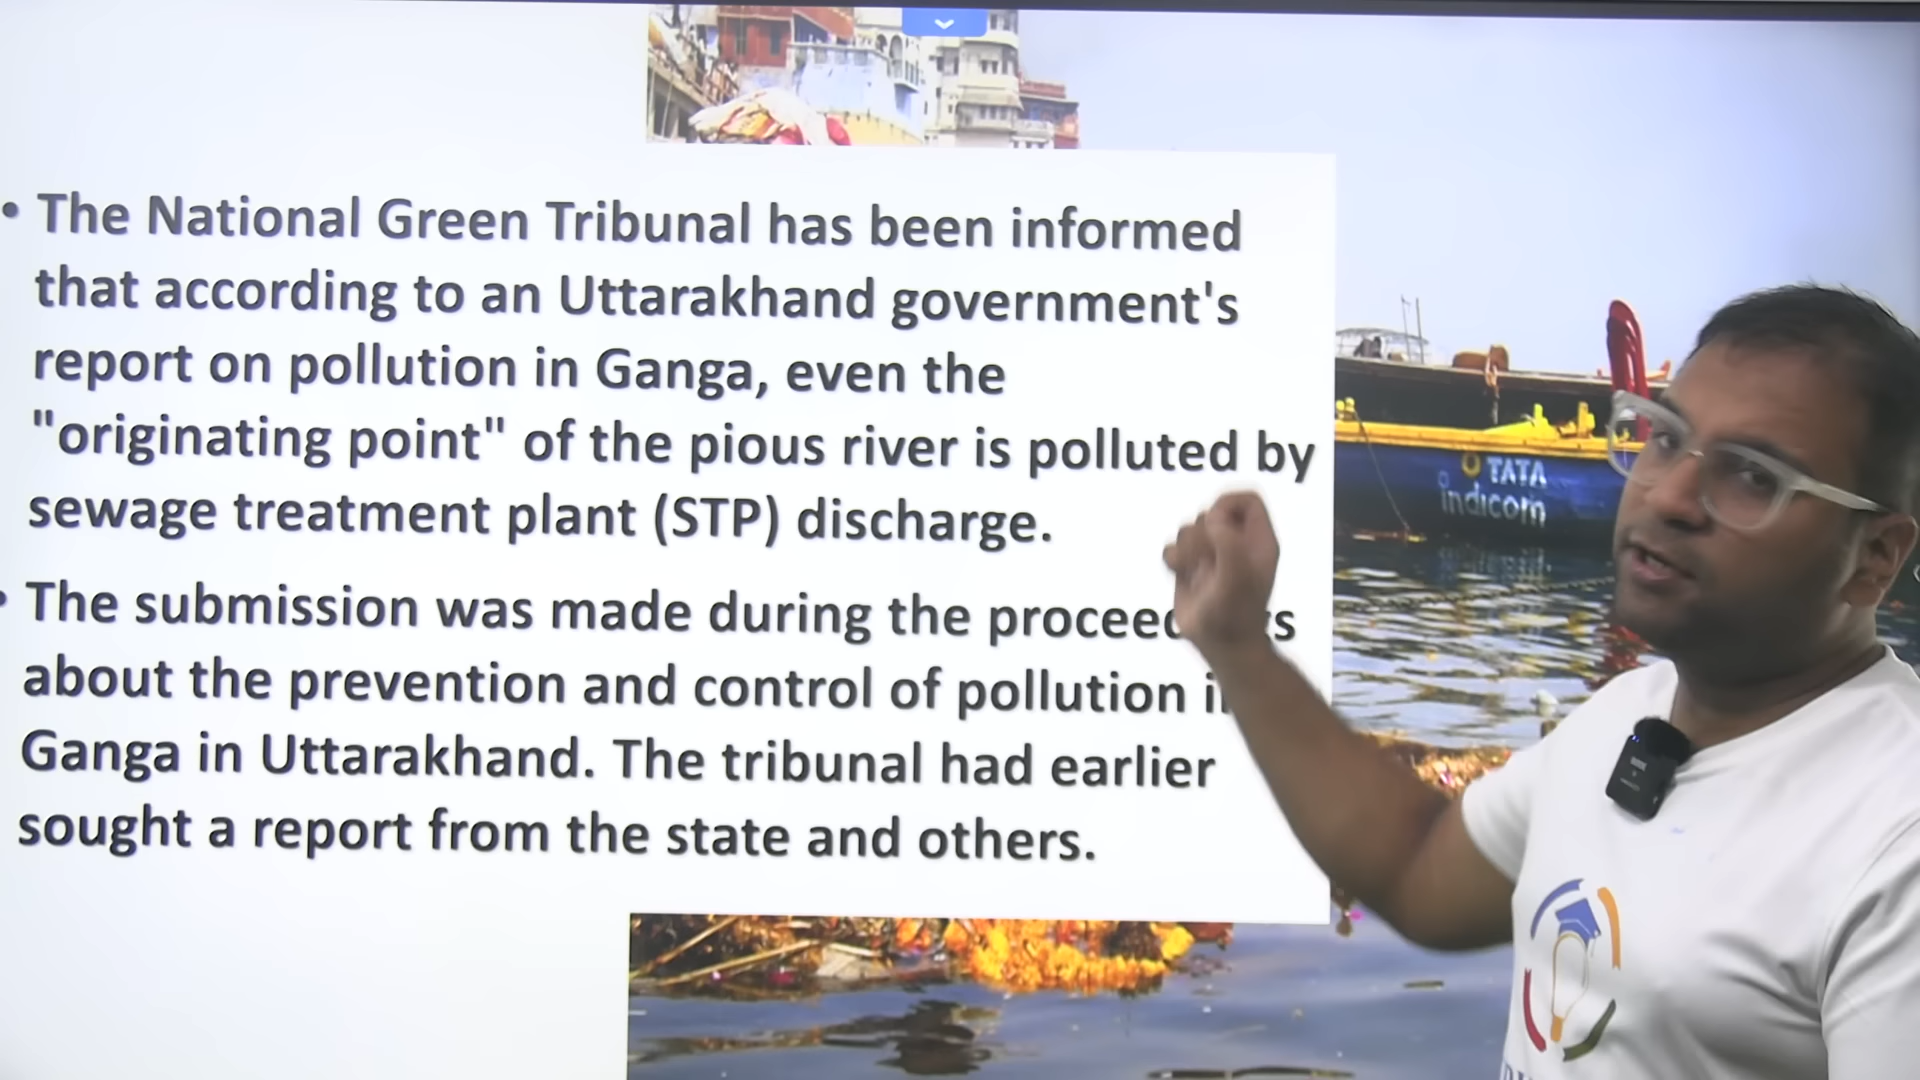 • The National Green Tribunal has been informed
that according to an Uttarakhand government's
report on pollution in Ganga, even the
"originating point" of the pious river is polluted by
sewage treatment plant (STP) discharge.
• The submission was made during the
about the prevention and control of pollution
Ganga in Uttarakhand. The tribunal had earlier
sought a report from the state and others.
TATA
indicom